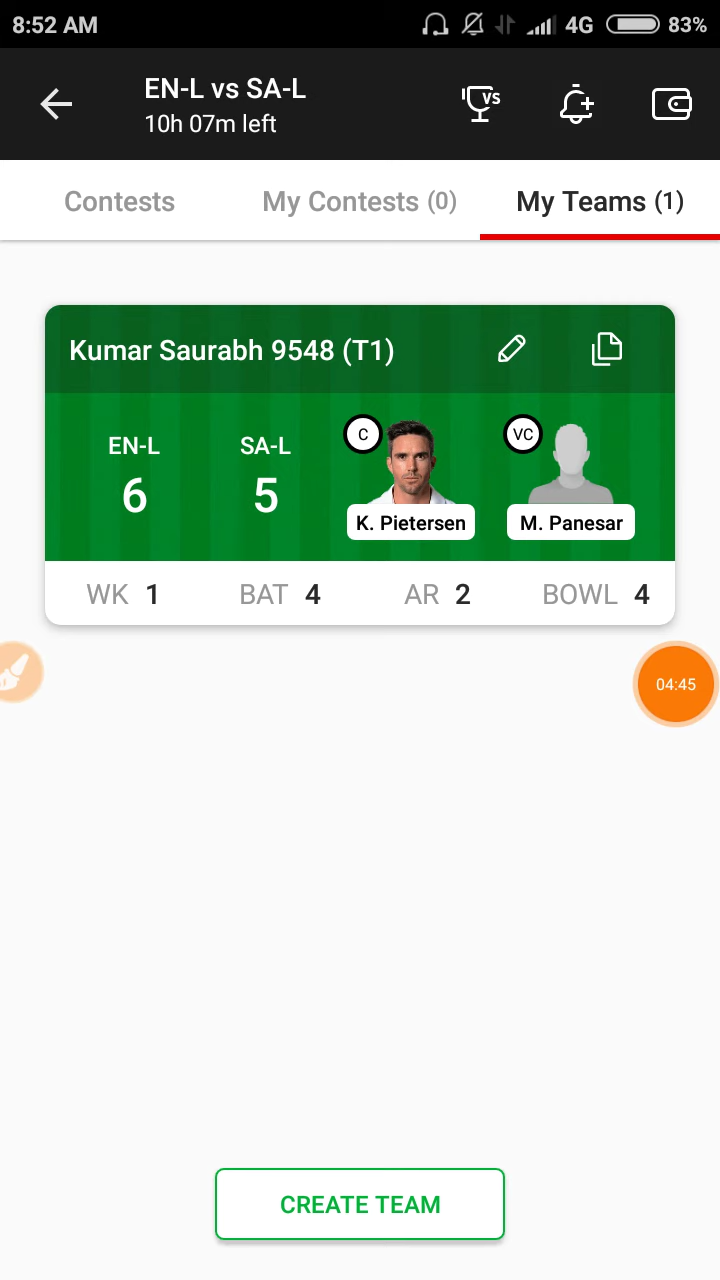 8:52 AM 4G 83%
EN-L vs SA-L
10h 07m left
VS
Contests My Contests (0) My Teams (1)
Kumar Saurabh 9548 (T1)
EN-L SA-L C VC
6 5
K. Pietersen M. Panesar
WK 1 BAT 4 AR 2 BOWL 4
04:45
CREATE TEAM